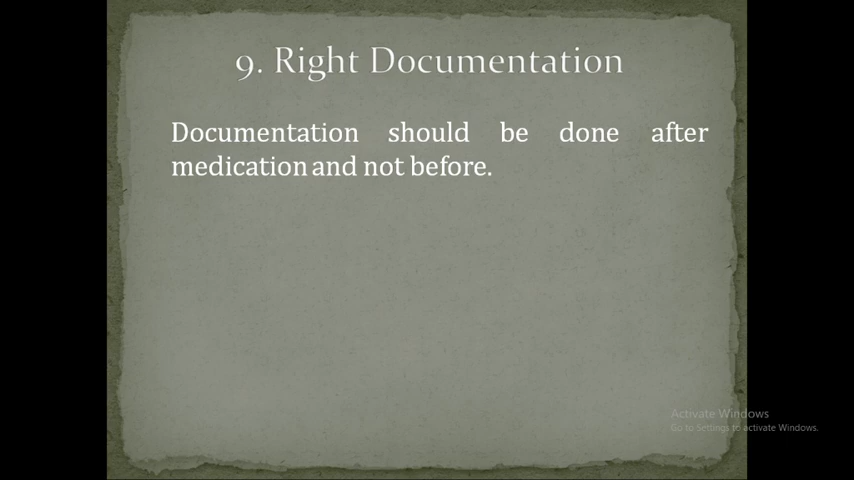 9. Right Documentation
Documentation should be done after
medication and not before.
Activate Windows
Go to Settings to activate Windows.